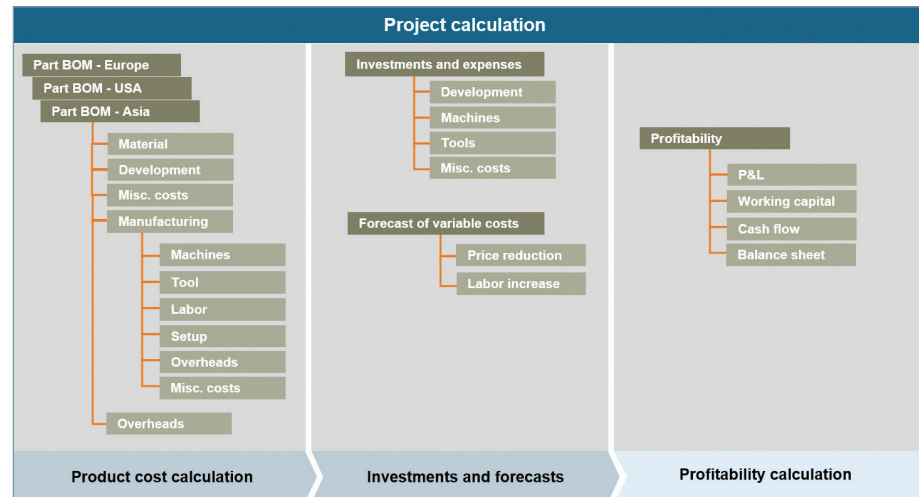 Project calculation
Part BOM - Europe
Part BOM - USA
Part BOM - Asia
Material
Development
Misc. costs
Manufacturing
Machines
Tool
Labor
Setup
Overheads
Misc. costs
Overheads
Product cost calculation
Investments and expenses
Development
Machines
Tools
Misc. costs
Forecast of variable costs
Price reduction
Labor increase
Investments and forecasts
Profitability
P&L
Working capital
Cash flow
Balance sheet
Profitability calculation